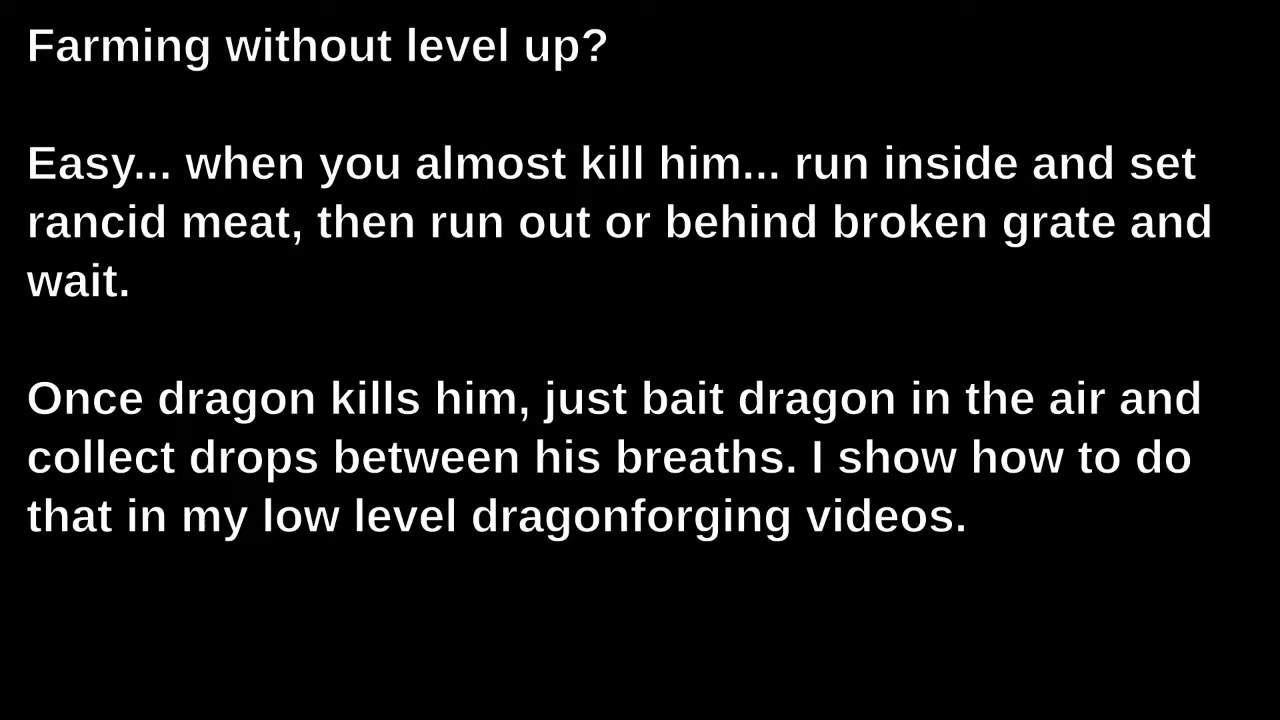 Farming without level up?
Easy... when you almost kill him... run inside and set
rancid meat, then run out or behind broken grate and
wait.
Once dragon kills him, just bait dragon in the air and
collect drops between his breaths. I show how to do
that in my low level dragonforging videos.